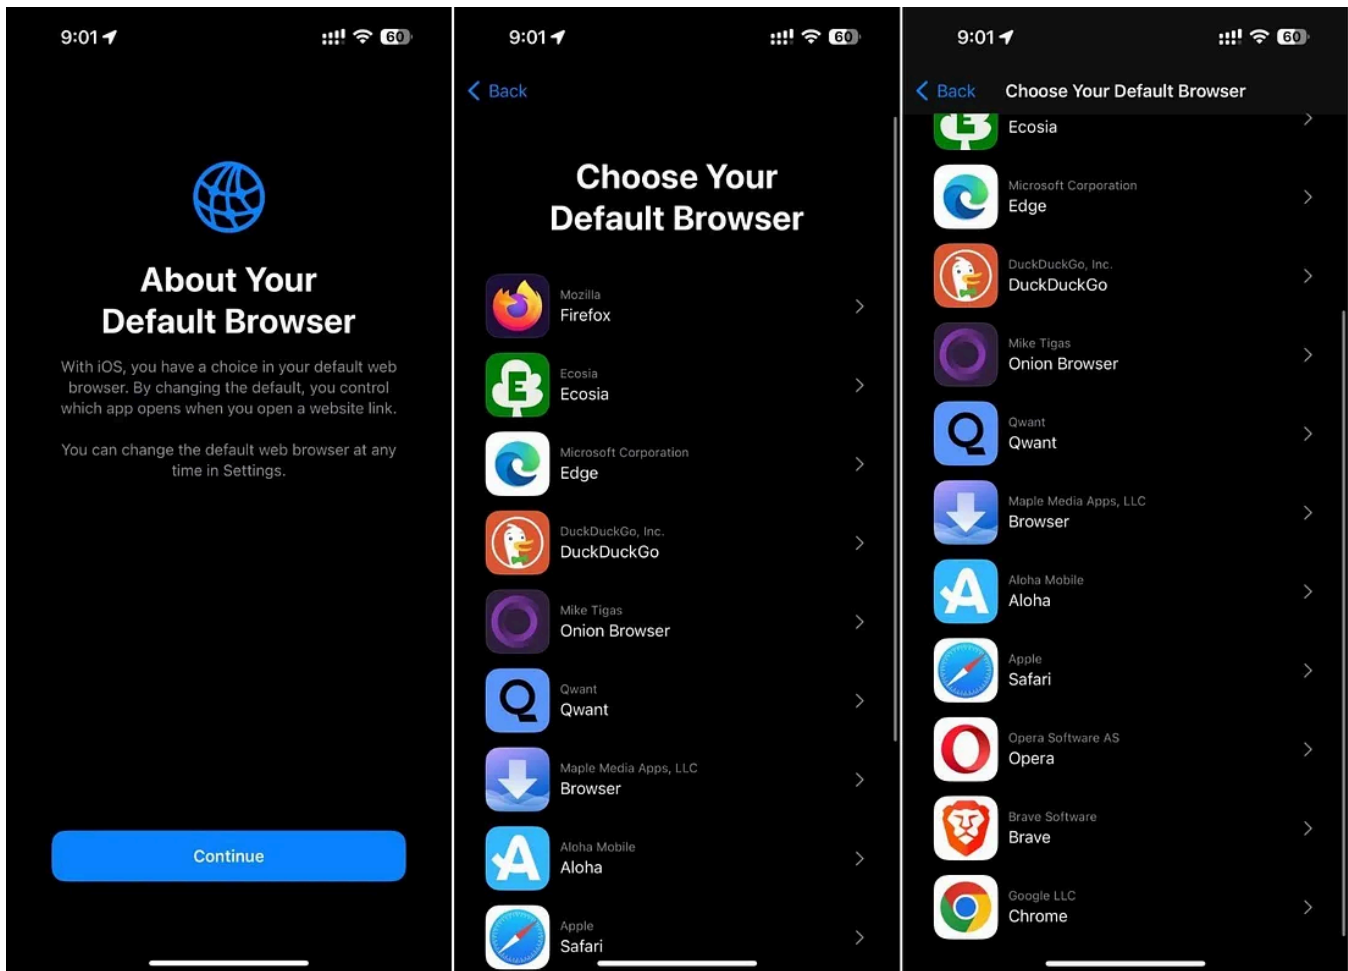 9:01
60
About Your
Default Browser
With iOS, you have a choice in your default web
browser. By changing the default, you control
which app opens when you open a website link.
You can change the default web browser at any
time in Settings.
Continue
9:01
60
Back
Choose Your
Default Browser
Mozilla
Firefox
E
Ecosia
Ecosia
Microsoft Corporation
Edge
DuckDuckGo, Inc.
DuckDuckGo
Mike Tigas
Onion Browser
Q
Qwant
Qwant
Maple Media Apps, LLC
Browser
A
Aloha Mobile
Aloha
Apple
Safari
9:01
60
Back
Choose Your Default Browser
E
Ecosia
Microsoft Corporation
Edge
DuckDuckGo, Inc.
DuckDuckGo
Mike Tigas
Onion Browser
Q
Qwant
Qwant
Maple Media Apps, LLC
Browser
A
Aloha Mobile
Aloha
Apple
Safari
Opera Software AS
Opera
Brave Software
Brave
Google LLC
Chrome